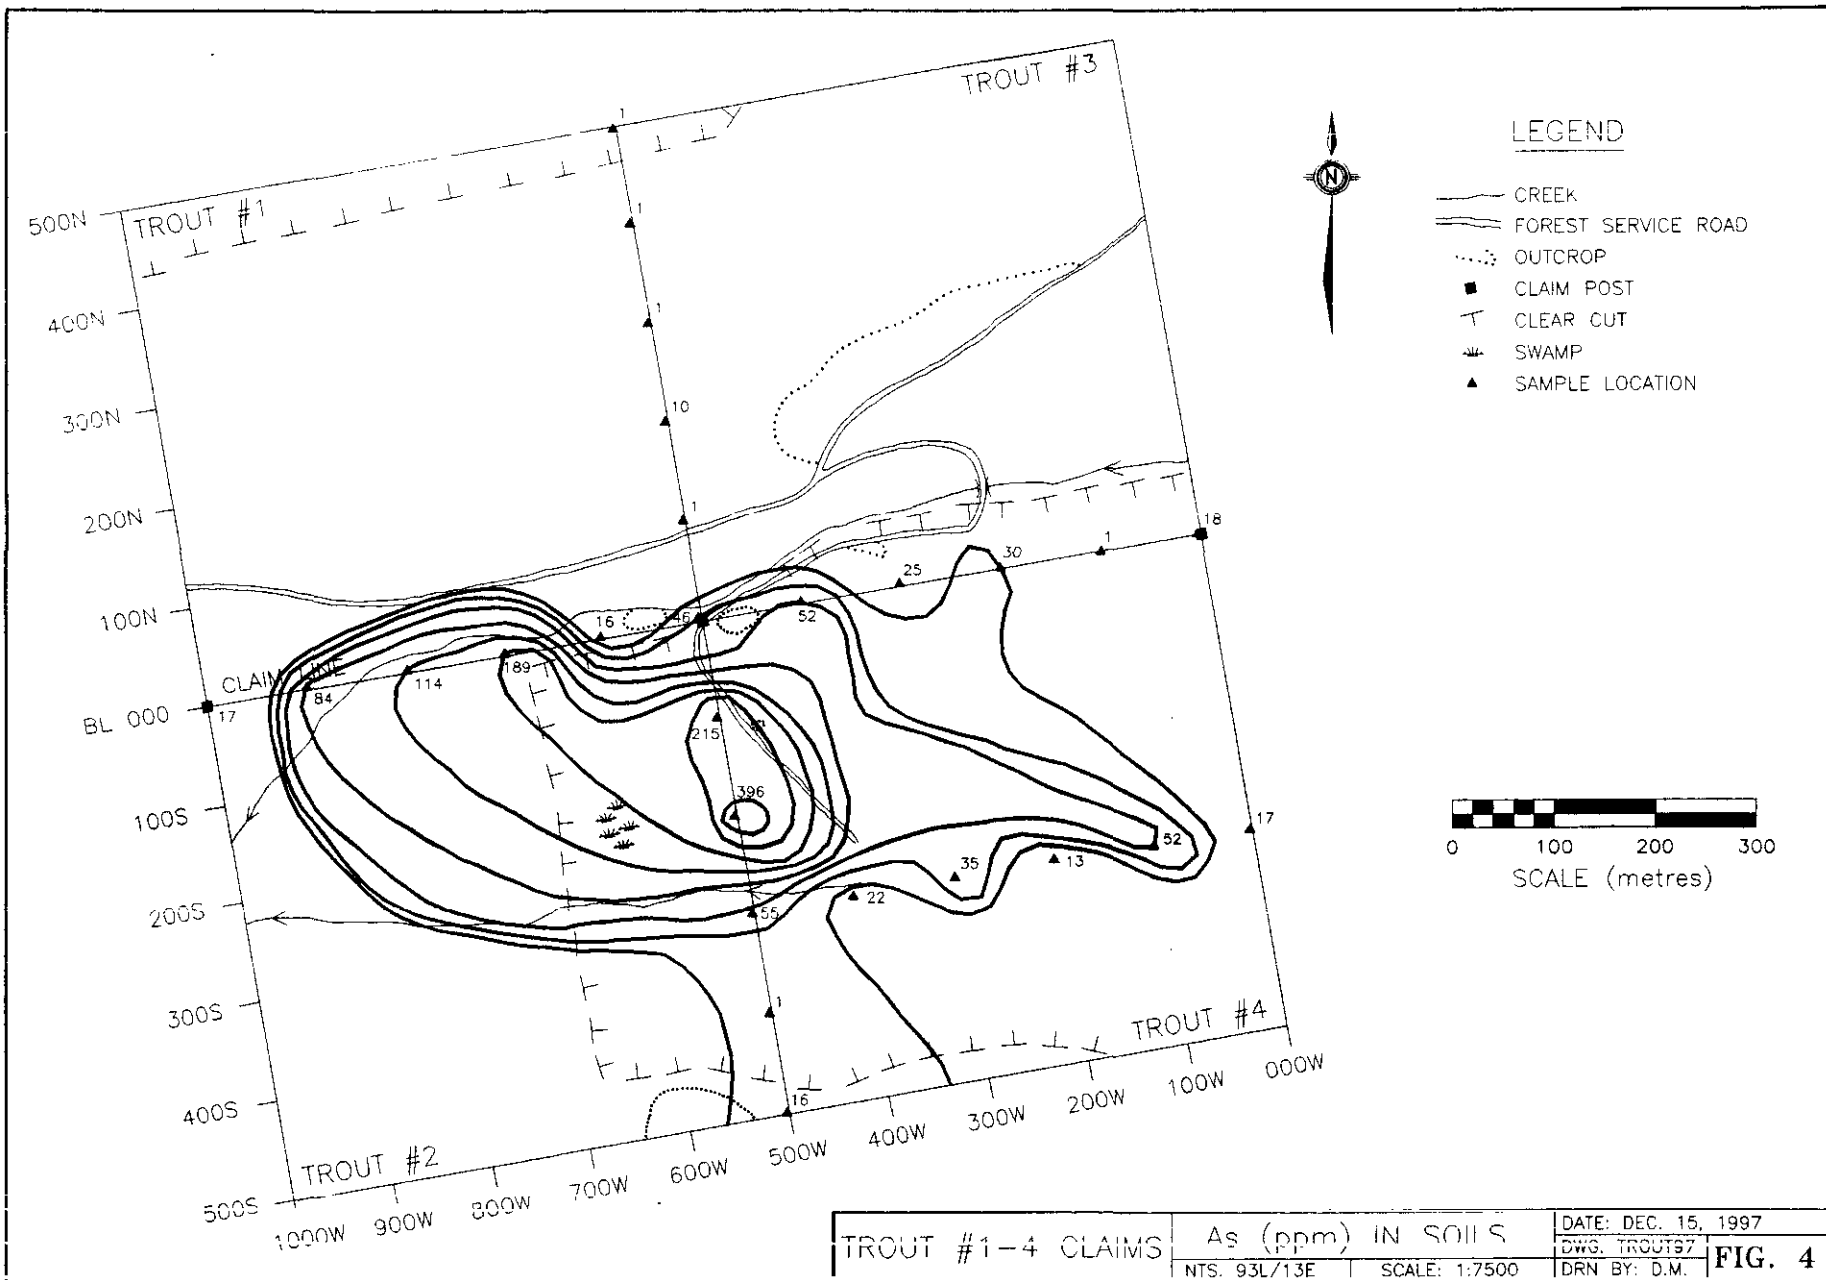 TROUT #3
TROUT #1
500N
400N
300N
200N
100N
BL 000
100S
200S
300S
400S
500S
CLAIM LINE
1
1
1
10
1
18
1
30
25
52
46
16
189
114
84
17
215
396
55
22
35
13
52
17
1
16
TROUT #4
TROUT #2
1000W
900W
800W
700W
600W
500W
400W
300W
200W
100W
000W
N
LEGEND
CREEK
FOREST SERVICE ROAD
OUTCROP
CLAIM POST
CLEAR CUT
SWAMP
SAMPLE LOCATION
0 100 200 300
SCALE (metres)
TROUT #1-4 CLAIMS
As (ppm) IN SOILS
NTS. 93L/13E
SCALE: 1:7500
DATE: DEC. 15, 1997
DWG. TROUT97
DRN BY: D.M.
FIG. 4